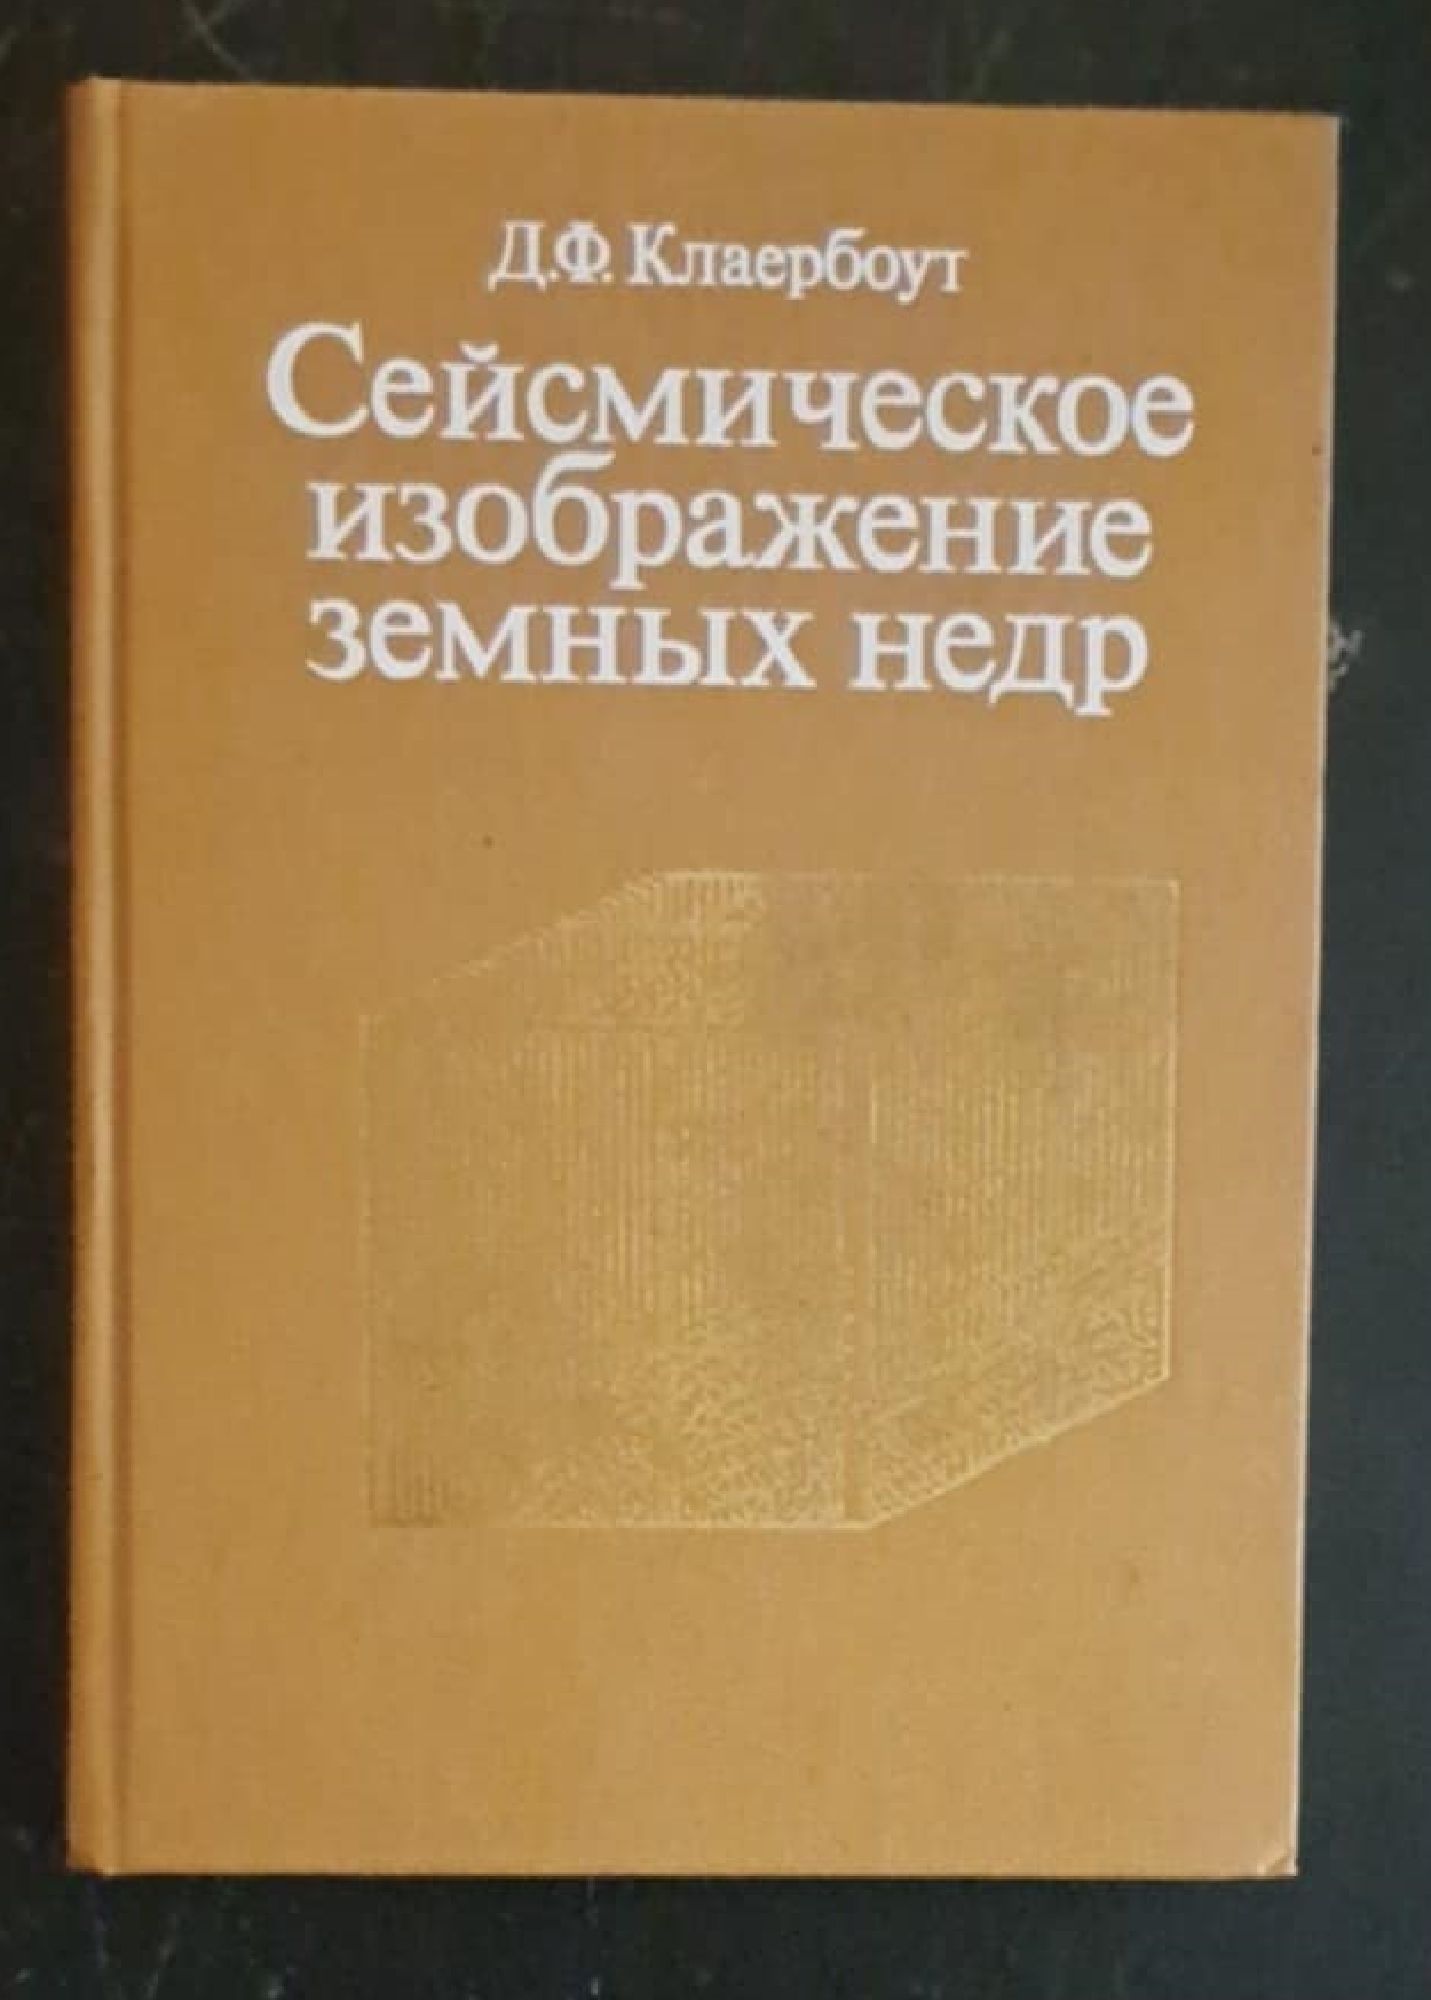 Д.Ф. Клаербоут
Сейсмическое
изображение
земных недр